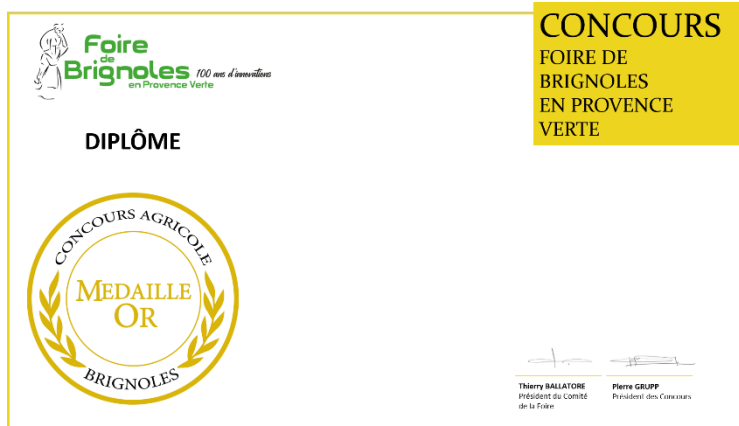 Foire
de
Brignoles 100 ans d'innovations
en Provence Verte
CONCOURS
FOIRE DE
BRIGNOLES
EN PROVENCE
VERTE
DIPLÔME
CONCOURS AGRICOLE
MEDAILLE
OR
BRIGNOLES
Thierry BALLATORE
Président du Comité
de la Foire
Pierre GRUPP
Président des Concours